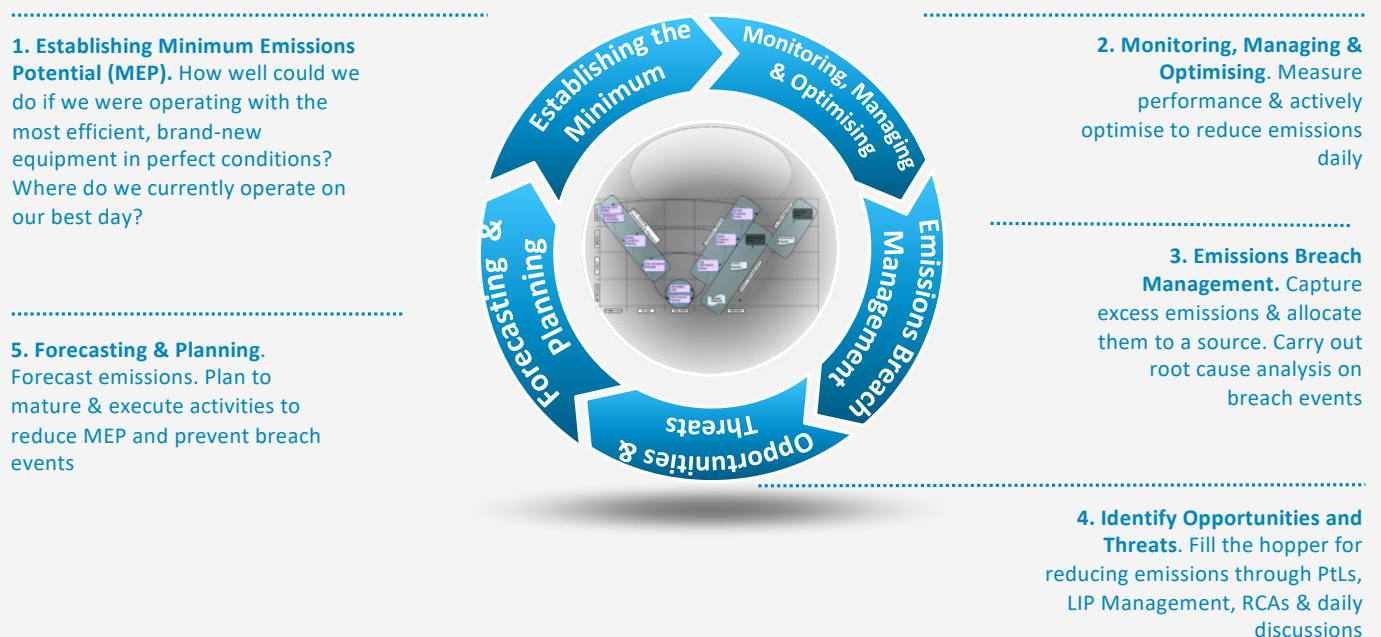 1. Establishing Minimum Emissions
Potential (MEP). How well could we
do if we were operating with the
most efficient, brand-new
equipment in perfect conditions?
Where do we currently operate on
our best day?
5. Forecasting & Planning.
Forecast emissions. Plan to
mature & execute activities to
reduce MEP and prevent breach
events
Establishing the
Minimum
Monitoring, Managing
& Optimising
Emissions Breach
Management
Opportunities &
Threats
Forecasting &
Planning
2. Monitoring, Managing &
Optimising. Measure
performance & actively
optimise to reduce emissions
daily
3. Emissions Breach
Management. Capture
excess emissions & allocate
them to a source. Carry out
root cause analysis on
breach events
4. Identify Opportunities and
Threats. Fill the hopper for
reducing emissions through PtLs,
LIP Management, RCAs & daily
discussions